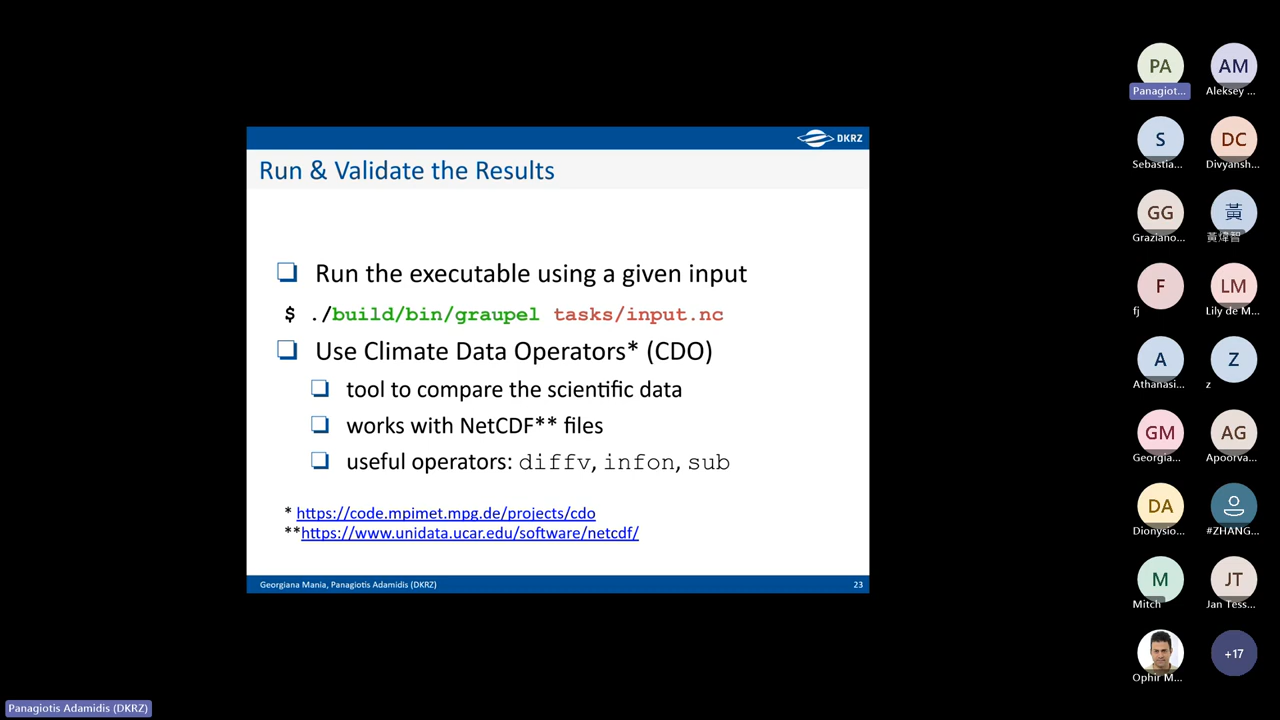 DKRZ
Run & Validate the Results
❑ Run the executable using a given input
$ ./build/bin/graupel tasks/input.nc
❑ Use Climate Data Operators* (CDO)
❑ tool to compare the scientific data
❑ works with NetCDF** files
❑ useful operators: diffv, infon, sub
* https://code.mpimet.mpg.de/projects/cdo
**https://www.unidata.ucar.edu/software/netcdf/
Georgiana Mania, Panagiotis Adamidis (DKRZ) 23
PA AM
Panagiot... Aleksey ...
S DC
Sebastia... Divyansh...
GG 黃
Graziano... 黃煒智
F LM
fj Lily de M...
A Z
Athanasi... z
GM AG
Georgia... Apoorva...
DA
Dionysio... #ZHANG...
M JT
Mitch Jan Tess...
+17
Ophir M...
Panagiotis Adamidis (DKRZ)